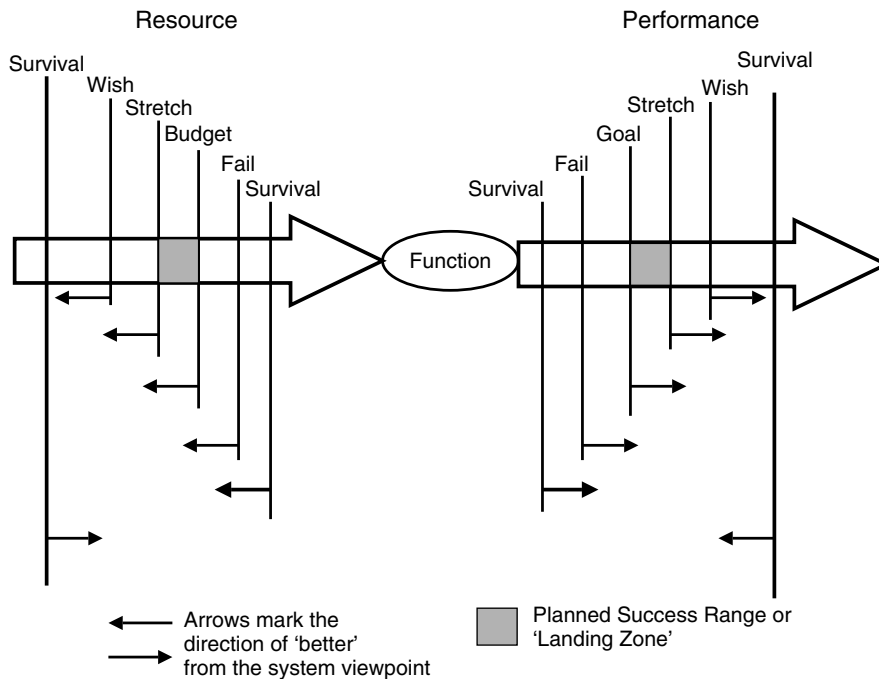 Resource
Performance
Survival
Wish
Stretch
Budget
Fail
Survival
Survival
Fail
Goal
Stretch
Wish
Survival
Function
Arrows mark the
direction of ‘better’
from the system viewpoint
Planned Success Range or
‘Landing Zone’